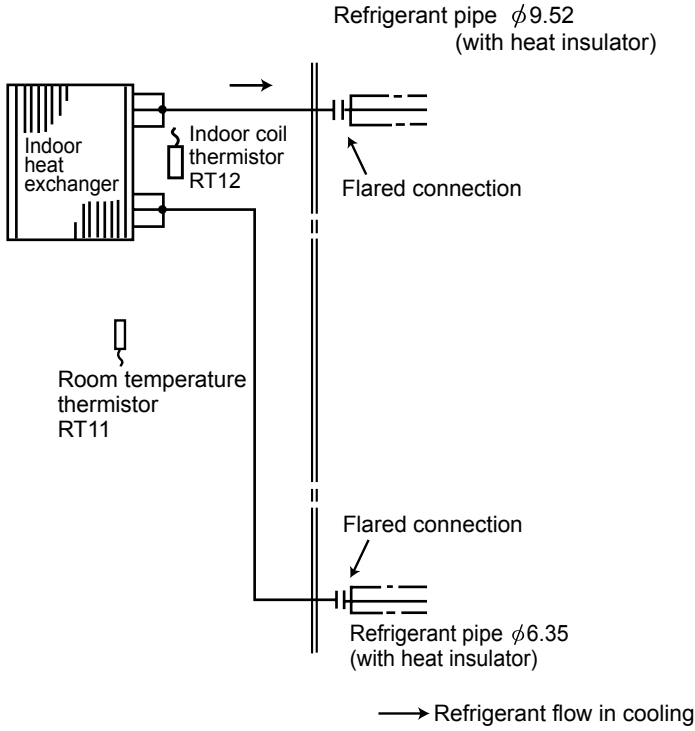 Refrigerant pipe ϕ9.52
(with heat insulator)
Indoor
heat
exchanger
Indoor coil
thermistor
RT12
Flared connection
Room temperature
thermistor
RT11
Flared connection
Refrigerant pipe ϕ6.35
(with heat insulator)
Refrigerant flow in cooling